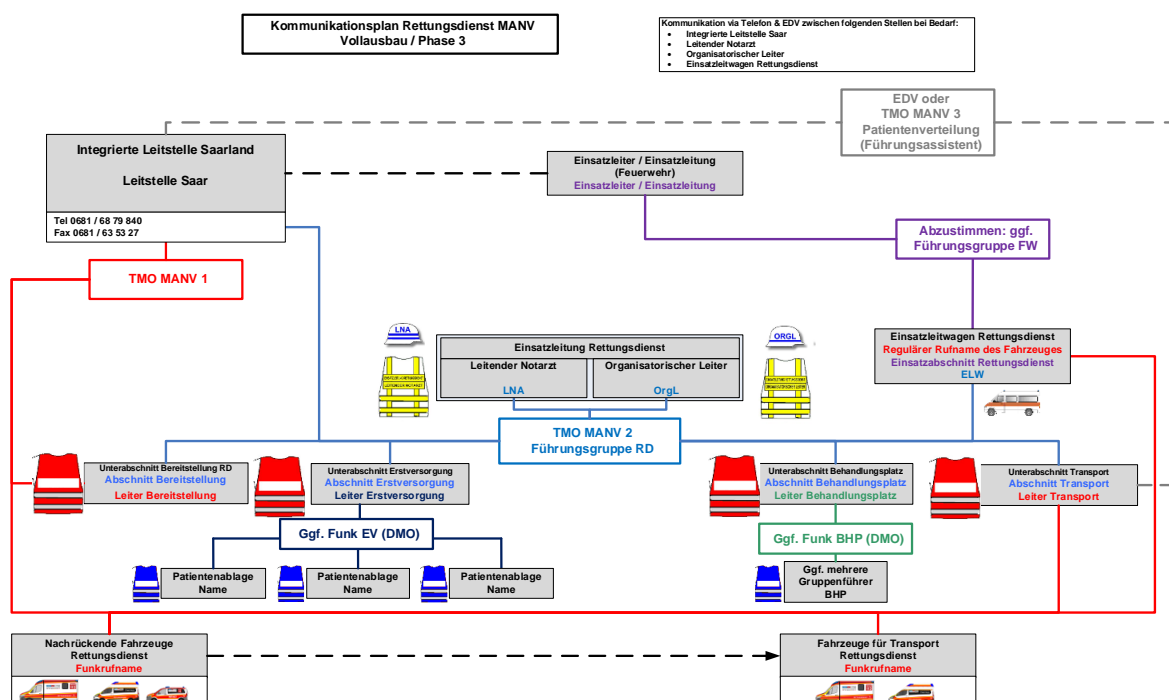 Kommunikationsplan Rettungsdienst MANV
Vollausbau / Phase 3
Kommunikation via Telefon & EDV zwischen folgenden Stellen bei Bedarf:
• Integrierte Leitstelle Saar
• Leitender Notarzt
• Organisatorischer Leiter
• Einsatzleitwagen Rettungsdienst
EDV oder
TMO MANV 3
Patientenverteilung
(Führungsassistent)
Integrierte Leitstelle Saarland
Leitstelle Saar
Tel 0681 / 68 79 840
Fax 0681 / 63 53 27
Einsatzleiter / Einsatzleitung
(Feuerwehr)
Einsatzleiter / Einsatzleitung
Abzustimmen: ggf.
Führungsgruppe FW
TMO MANV 1
LNA
ORGL
Einsatzleitung Rettungsdienst
Leitender Notarzt
LNA
Organisatorischer Leiter
OrgL
LEITENDER NOTARZT
Einsatzleitwagen Rettungsdienst
Regulärer Rufname des Fahrzeuges
Einsatzabschnitt Rettungsdienst
ELW
TMO MANV 2
Führungsgruppe RD
Unterabschnitt Bereitstellung RD
Abschnitt Bereitstellung
Leiter Bereitstellung
Unterabschnitt Erstversorgung
Abschnitt Erstversorgung
Leiter Erstversorgung
Unterabschnitt Behandlungsplatz
Abschnitt Behandlungsplatz
Leiter Behandlungsplatz
Unterabschnitt Transport
Abschnitt Transport
Leiter Transport
Ggf. Funk EV (DMO)
Ggf. Funk BHP (DMO)
Patientenablage
Name
Patientenablage
Name
Patientenablage
Name
Ggf. mehrere
Gruppenführer
BHP
Nachrückende Fahrzeuge
Rettungsdienst
Funkrufname
Fahrzeuge für Transport
Rettungsdienst
Funkrufname